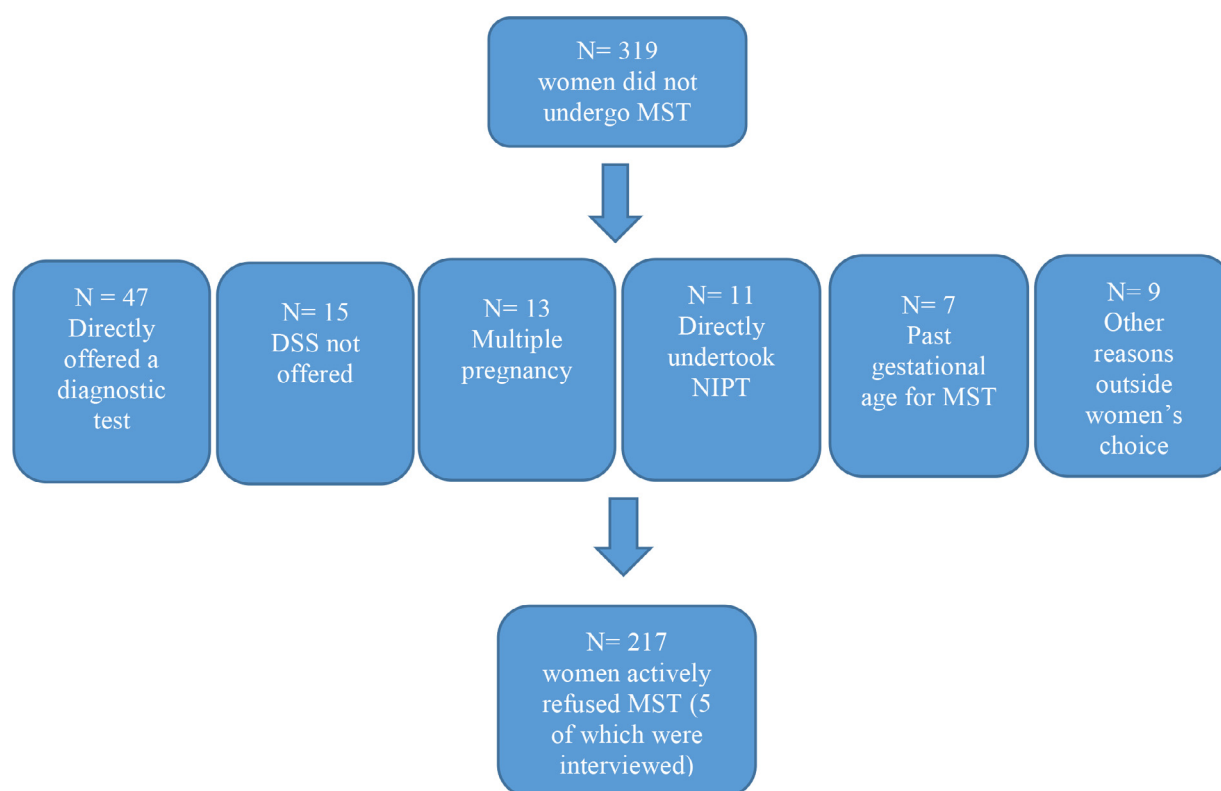 N= 319
women did not
undergo MST
N = 47
Directly
offered a
diagnostic
test
N= 15
DSS not
offered
N= 13
Multiple
pregnancy
N= 11
Directly
undertook
NIPT
N= 7
Past
gestational
age for MST
N= 9
Other
reasons
outside
women’s
choice
N= 217
women actively
refused MST (5
of which were
interviewed)